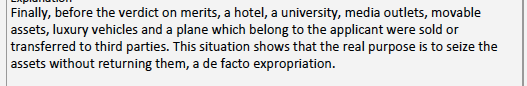 Explanation
Finally, before the verdict on merits, a hotel, a university, media outlets, movable
assets, luxury vehicles and a plane which belong to the applicant were sold or
transferred to third parties. This situation shows that the real purpose is to seize the
assets without returning them, a de facto expropriation.